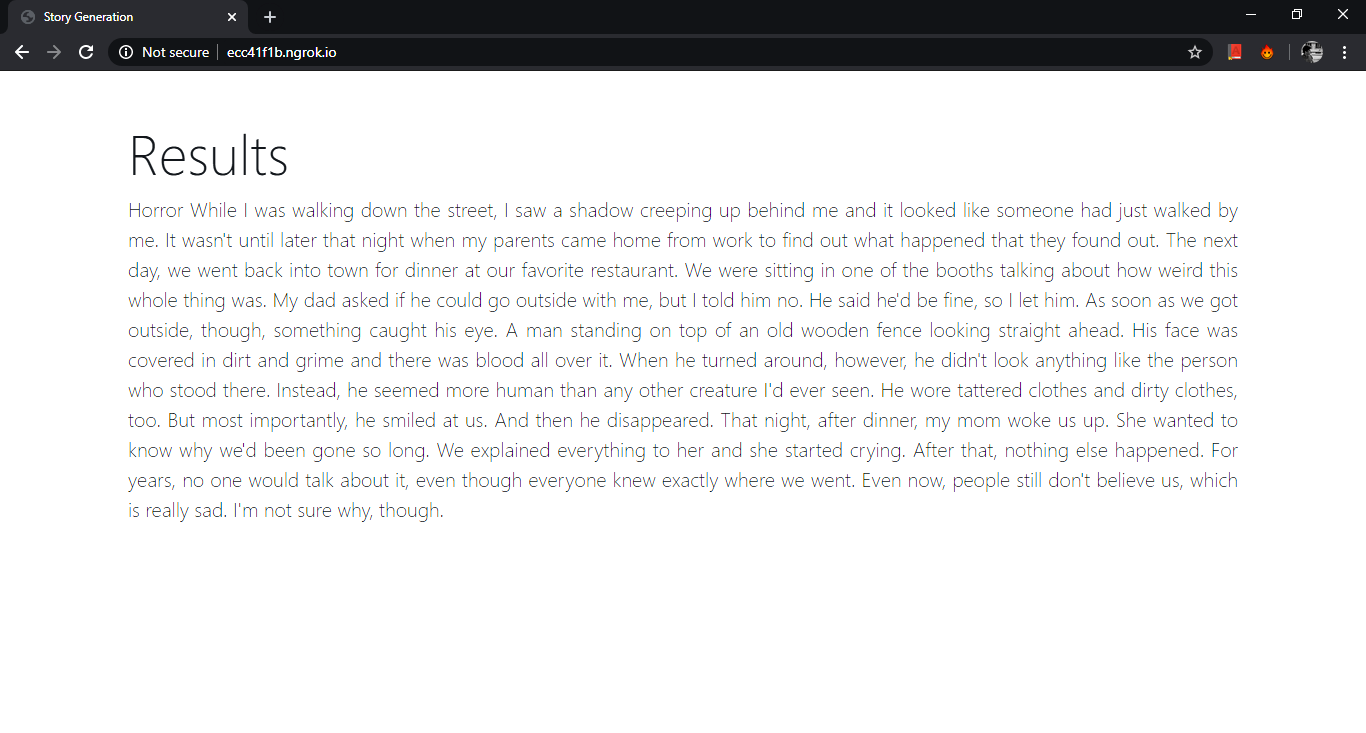 Story Generation
Not secure
ecc41f1b.ngrok.io
Results
Horror While I was walking down the street, I saw a shadow creeping up behind me and it looked like someone had just walked by
me. It wasn't until later that night when my parents came home from work to find out what happened that they found out. The next
day, we went back into town for dinner at our favorite restaurant. We were sitting in one of the booths talking about how weird this
whole thing was. My dad asked if he could go outside with me, but I told him no. He said he'd be fine, so I let him. As soon as we got
outside, though, something caught his eye. A man standing on top of an old wooden fence looking straight ahead. His face was
covered in dirt and grime and there was blood all over it. When he turned around, however, he didn't look anything like the person
who stood there. Instead, he seemed more human than any other creature I'd ever seen. He wore tattered clothes and dirty clothes,
too. But most importantly, he smiled at us. And then he disappeared. That night, after dinner, my mom woke us up. She wanted to
know why we'd been gone so long. We explained everything to her and she started crying. After that, nothing else happened. For
years, no one would talk about it, even though everyone knew exactly where we went. Even now, people still don't believe us, which
is really sad. I'm not sure why, though.